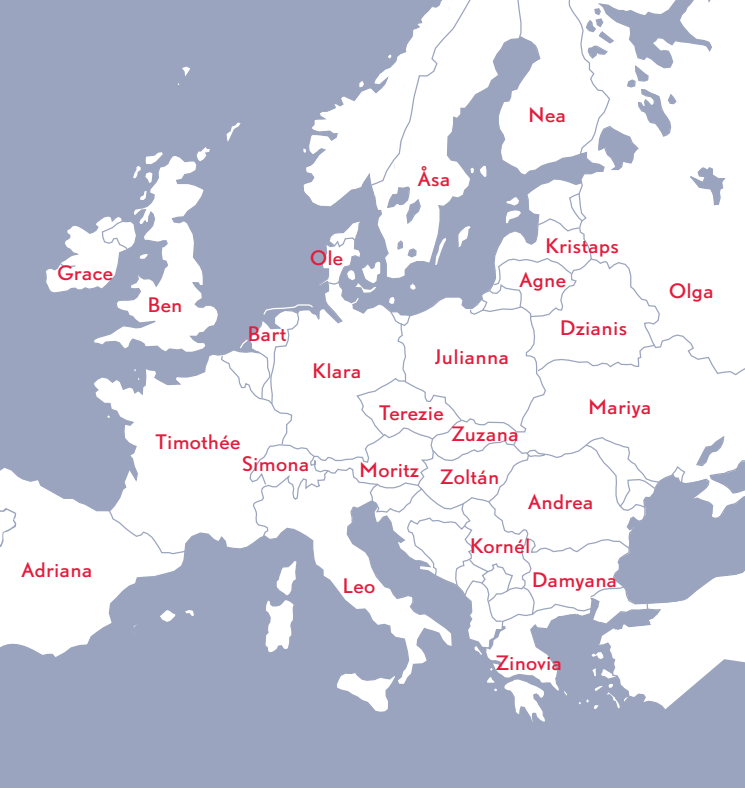 Nea
Åsa
Kristaps
Ole
Grace
Agne
Olga
Ben
Dzianis
Bart
Julianna
Klara
Mariya
Terezie
Zuzana
Timothée
Simona
Moritz
Zoltán
Andrea
Kornél
Adriana
Damyana
Leo
Zinovia